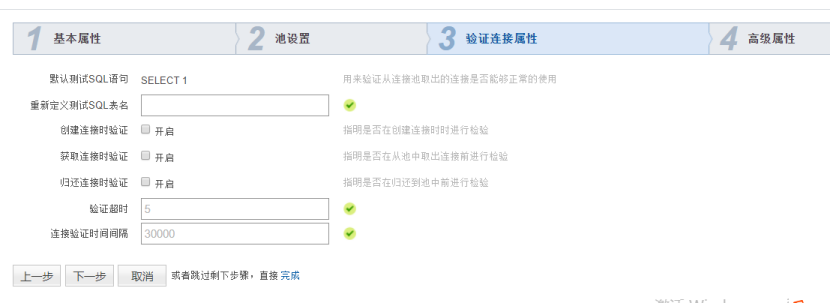 1 基本属性 2 池设置 3 验证连接属性 4 高级属性
默认测试SQL语句 SELECT 1 用来验证从连接池取出的连接是否能够正常的使用
重新定义测试SQL表名
创建连接时验证 开启 指明是否在创建连接时时进行检验
获取连接时验证 开启 指明是否在从池中取出连接前进行检验
归还连接时验证 开启 指明是否在归还到池中前进行检验
验证超时 5
连接验证时间间隔 30000
上一步 下一步 取消 或者跳过剩下步骤，直接 完成